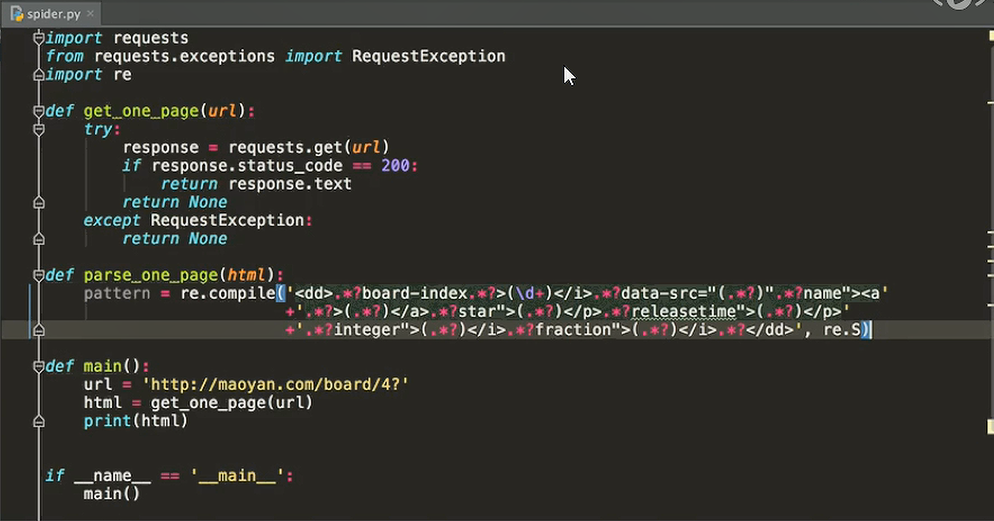 spider.py ×
import requests
from requests.exceptions import RequestException
import re
def get_one_page(url):
    try:
        response = requests.get(url)
        if response.status_code == 200:
            return response.text
        return None
    except RequestException:
        return None
def parse_one_page(html):
    pattern = re.compile('<dd>.*?board-index.*?>(\d+)</i>.*?data-src="(.*?)".*?name"><a'
                         +'.*?>(.*?)</a>.*?star">(.*?)</p>.*?releasetime">(.*?)</p>'
                         +'.*?integer">(.*?)</i>.*?fraction">(.*?)</i>.*?</dd>', re.S)
def main():
    url = 'http://maoyan.com/board/4?'
    html = get_one_page(url)
    print(html)
if __name__ == '__main__':
    main()